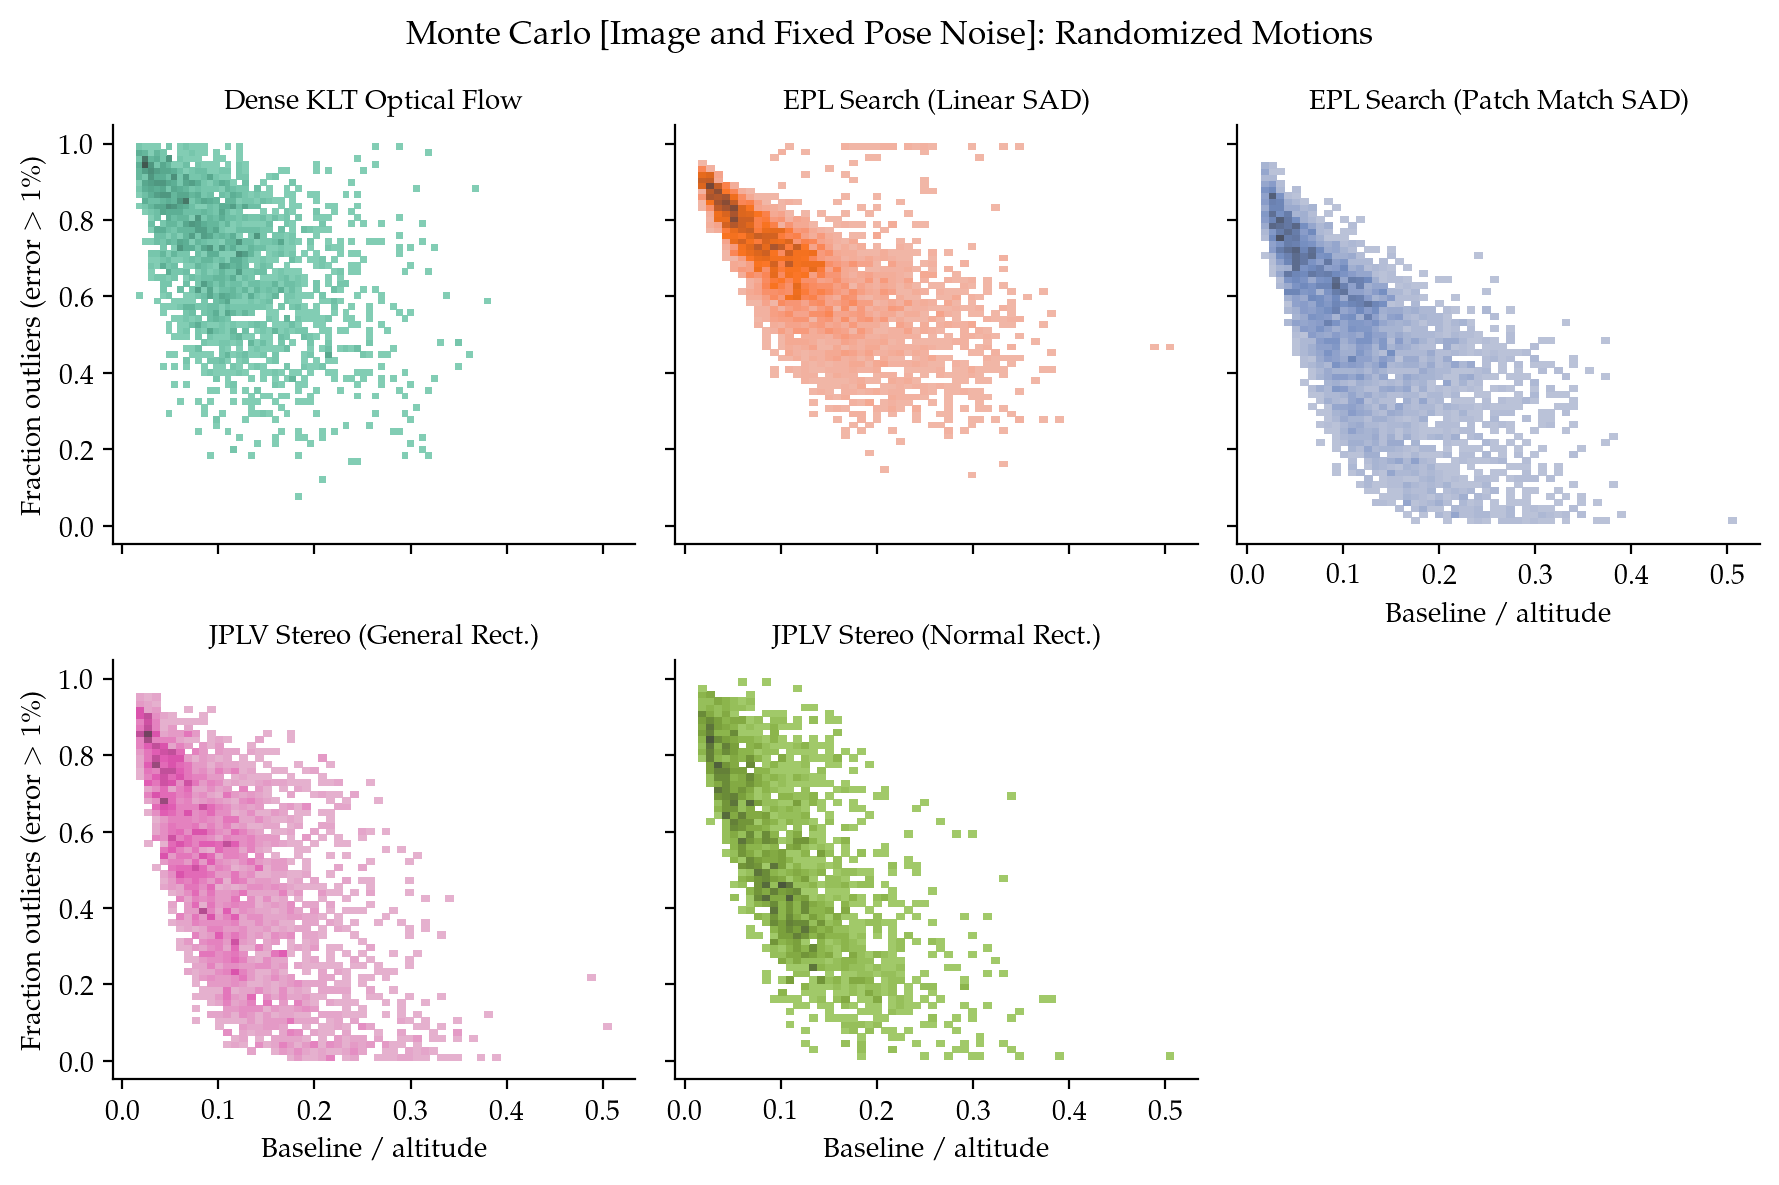 Monte Carlo [Image and Fixed Pose Noise]: Randomized Motions
Dense KLT Optical Flow
EPL Search (Linear SAD)
EPL Search (Patch Match SAD)
Fraction outliers (error > 1%)
1.0
0.8
0.6
0.4
0.2
0.0
0.0 0.1 0.2 0.3 0.4 0.5
Baseline / altitude
JPLV Stereo (General Rect.)
JPLV Stereo (Normal Rect.)
Fraction outliers (error > 1%)
1.0
0.8
0.6
0.4
0.2
0.0
0.0 0.1 0.2 0.3 0.4 0.5
Baseline / altitude
0.0 0.1 0.2 0.3 0.4 0.5
Baseline / altitude